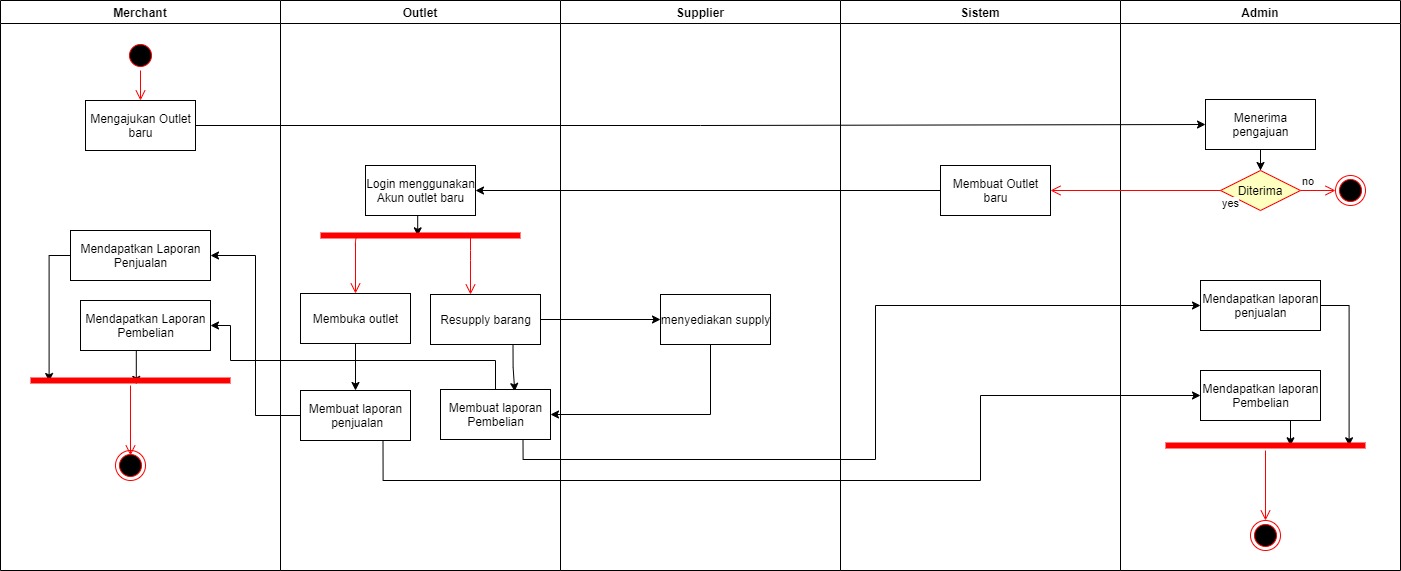 Merchant
Outlet
Supplier
Sistem
Admin
Mengajukan Outlet
baru
Menerima
pengajuan
Login menggunakan
Akun outlet baru
Membuat Outlet
baru
Diterima
no
yes
Mendapatkan Laporan
Penjualan
Mendapatkan Laporan
Pembelian
Membuka outlet
Resupply barang
menyediakan supply
Mendapatkan laporan
penjualan
Membuat laporan
penjualan
Membuat laporan
Pembelian
Mendapatkan laporan
Pembelian